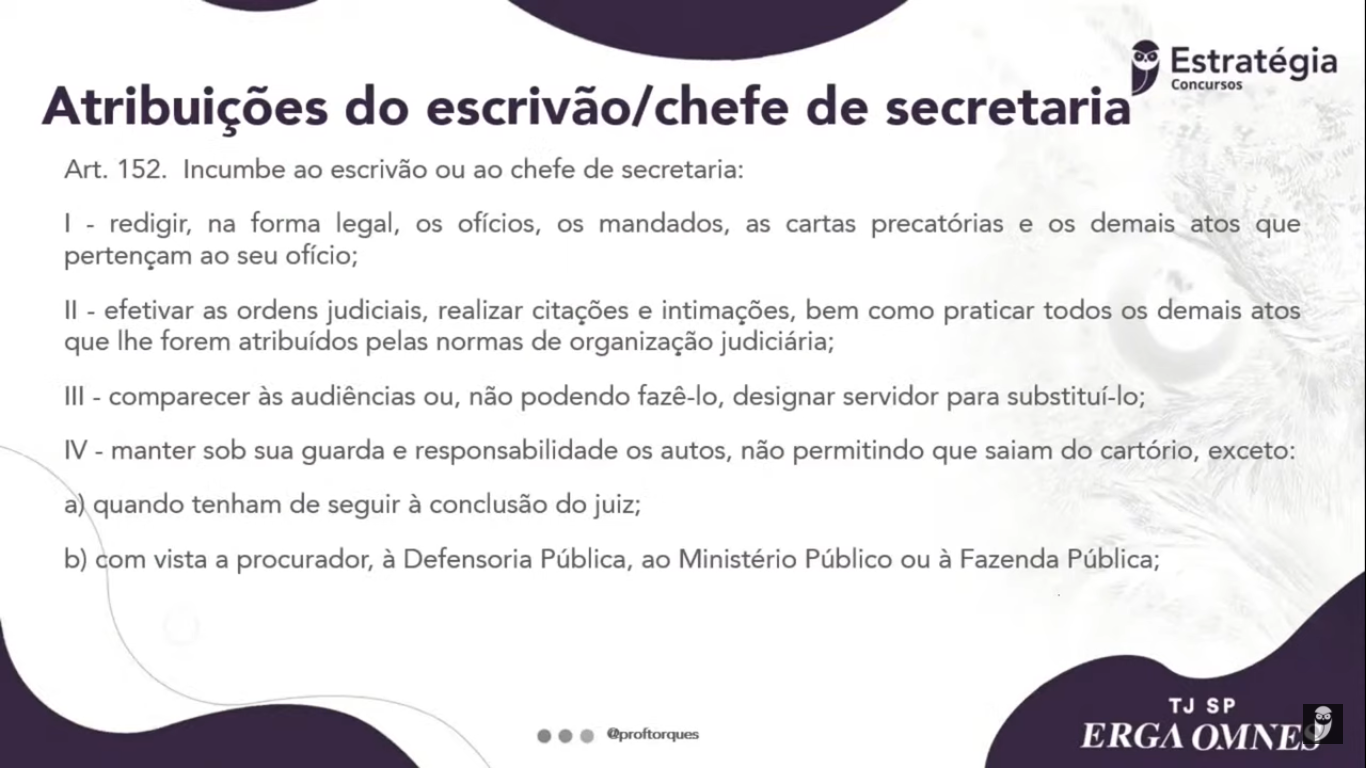 Estratégia
Concursos
Atribuições do escrivão/chefe de secretaria
Art. 152. Incumbe ao escrivão ou ao chefe de secretaria:
I - redigir, na forma legal, os ofícios, os mandados, as cartas precatórias e os demais atos que
pertençam ao seu ofício;
II - efetivar as ordens judiciais, realizar citações e intimações, bem como praticar todos os demais atos
que lhe forem atribuídos pelas normas de organização judiciária;
III - comparecer às audiências ou, não podendo fazê-lo, designar servidor para substituí-lo;
IV - manter sob sua guarda e responsabilidade os autos, não permitindo que saiam do cartório, exceto:
a) quando tenham de seguir à conclusão do juiz;
b) com vista a procurador, à Defensoria Pública, ao Ministério Público ou à Fazenda Pública;
@proftorques
TJ SP
ERGA OMNES